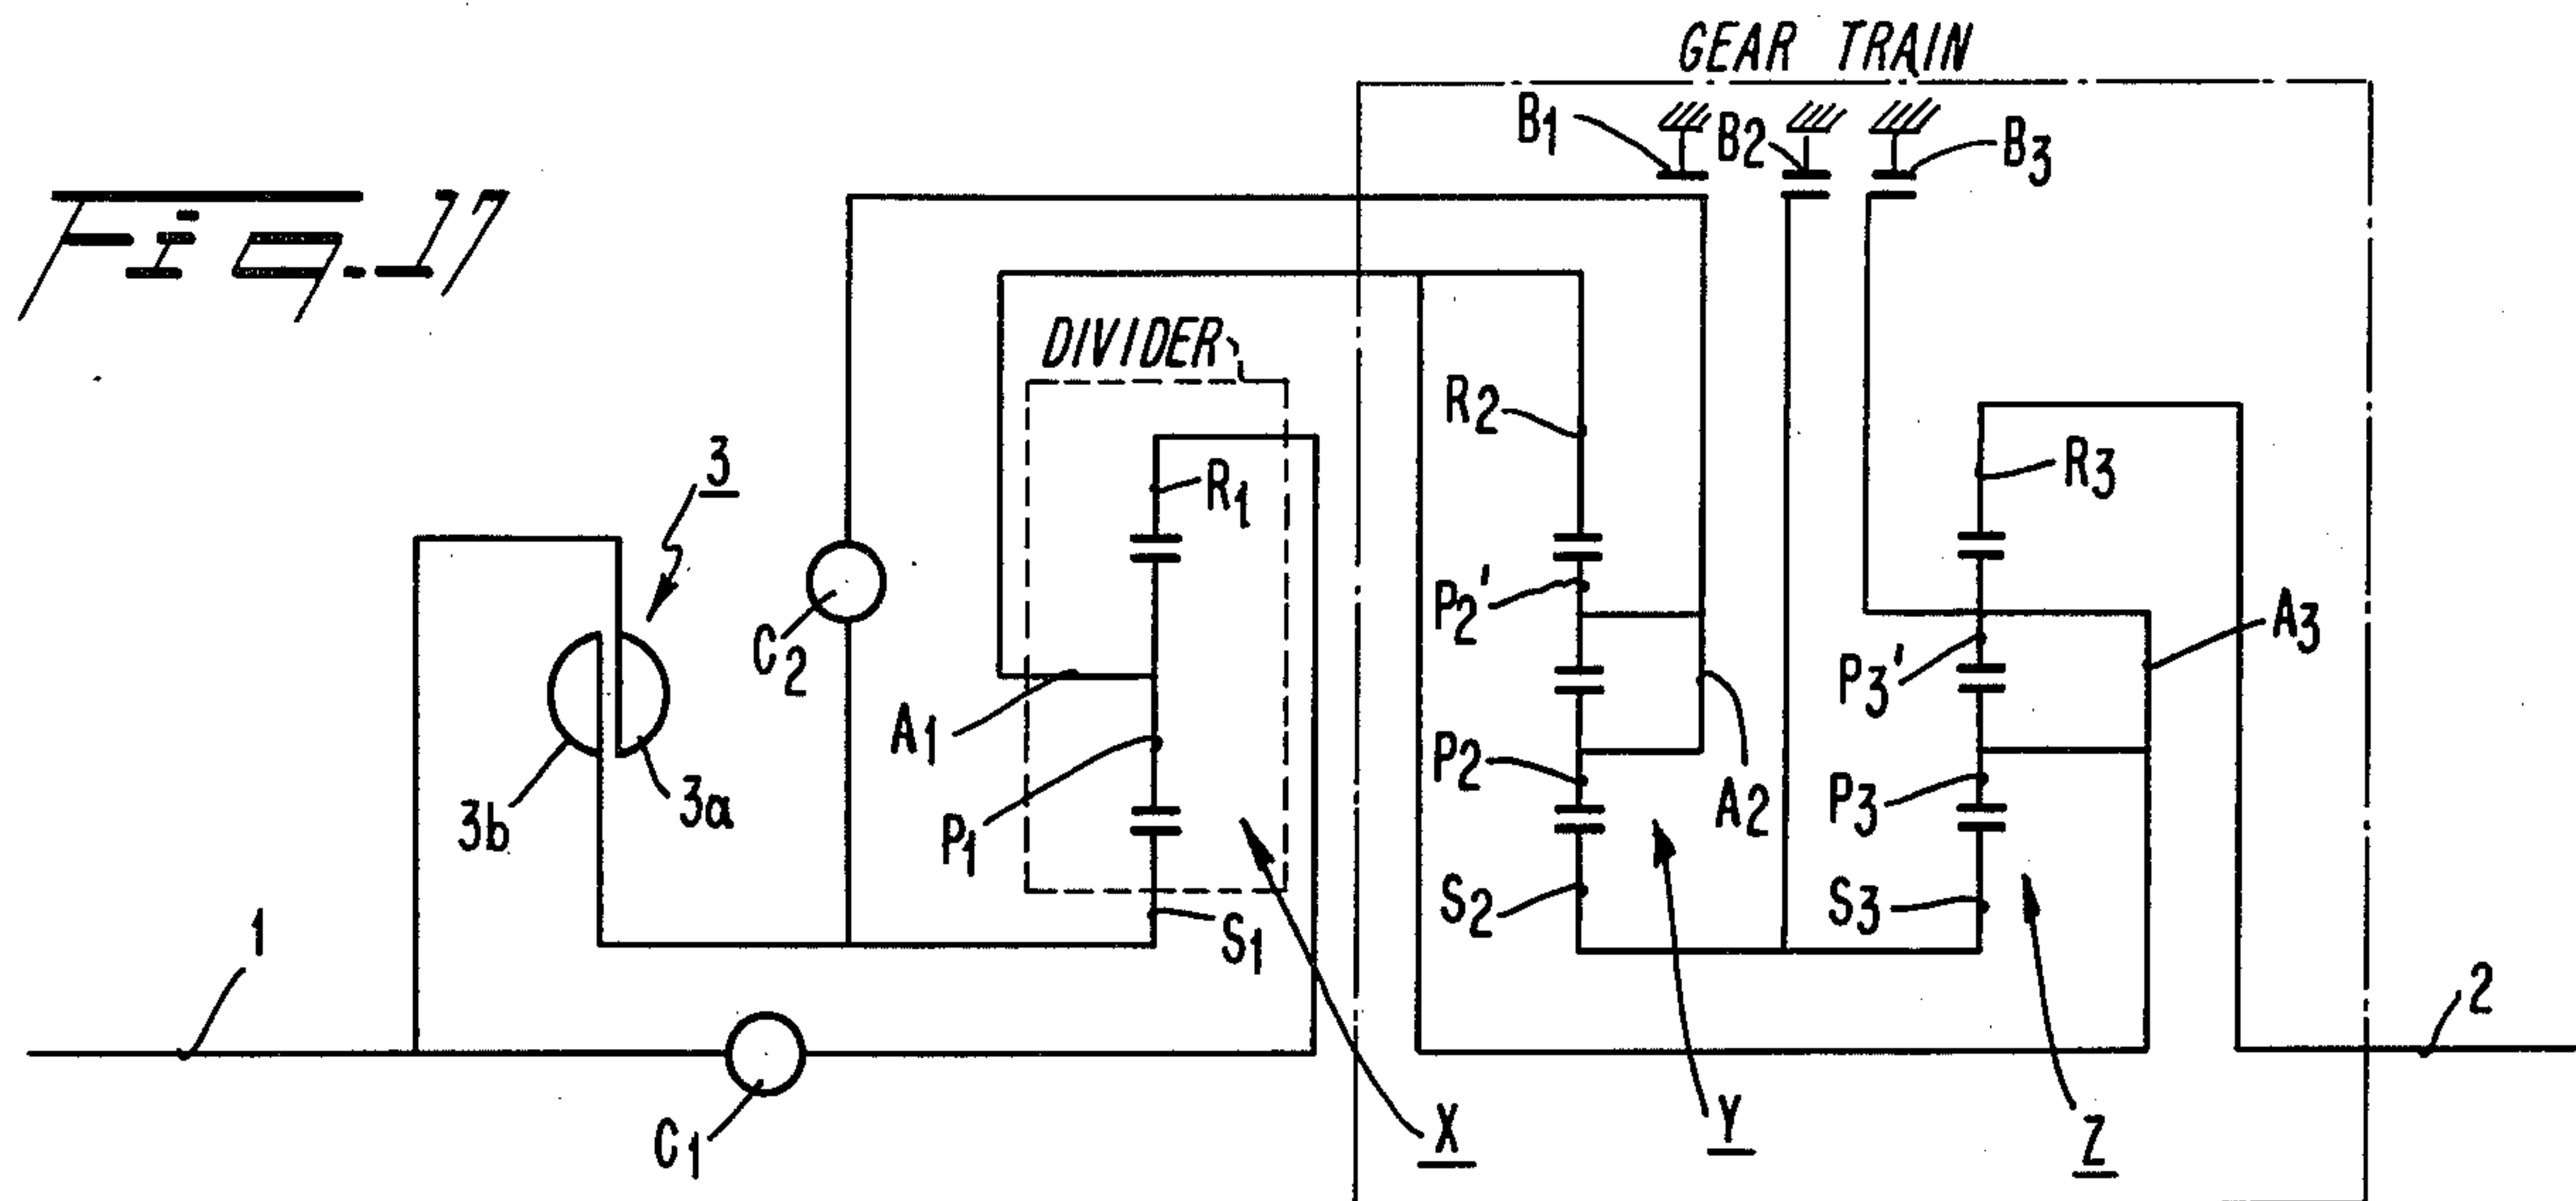 Fig. 17
GEAR TRAIN
B1
B2
B3
DIVIDER
R1
R2
R3
3
C2
P2'
P3'
A3
A1
P1
3b
3a
P2
A2
P3
S1
S2
S3
1
2
C1
X
Y
Z